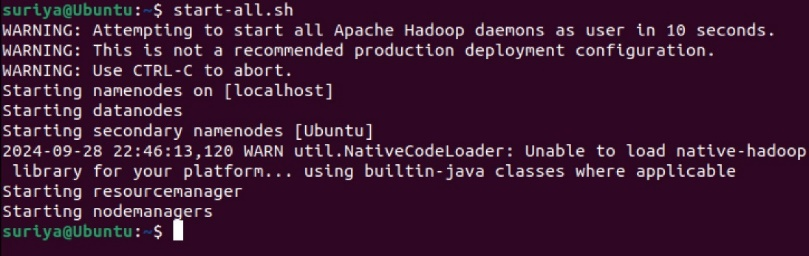 suriya@Ubuntu:~$ start-all.sh
WARNING: Attempting to start all Apache Hadoop daemons as user in 10 seconds.
WARNING: This is not a recommended production deployment configuration.
WARNING: Use CTRL-C to abort.
Starting namenodes on [localhost]
Starting datanodes
Starting secondary namenodes [Ubuntu]
2024-09-28 22:46:13,120 WARN util.NativeCodeLoader: Unable to load native-hadoop
 library for your platform... using builtin-java classes where applicable
Starting resourcemanager
Starting nodemanagers
suriya@Ubuntu:~$